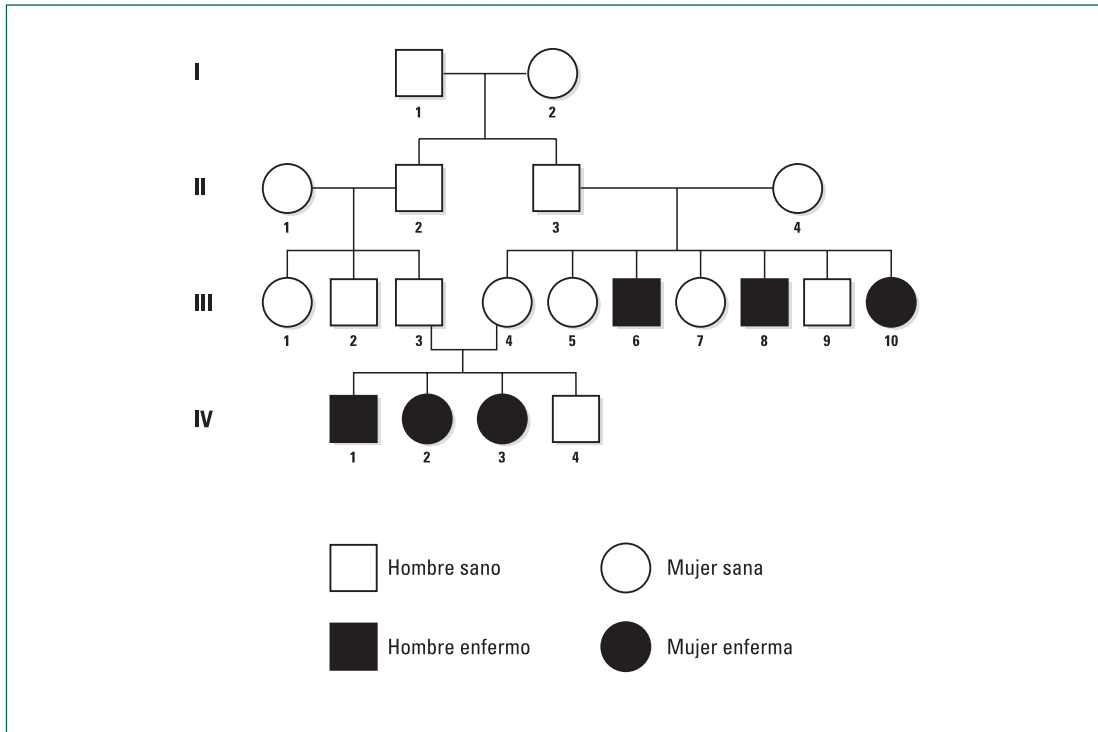 I
1 2
II
1 2 3 4
III
1 2 3 4 5 6 7 8 9 10
IV
1 2 3 4
Hombre sano Mujer sana
Hombre enfermo Mujer enferma